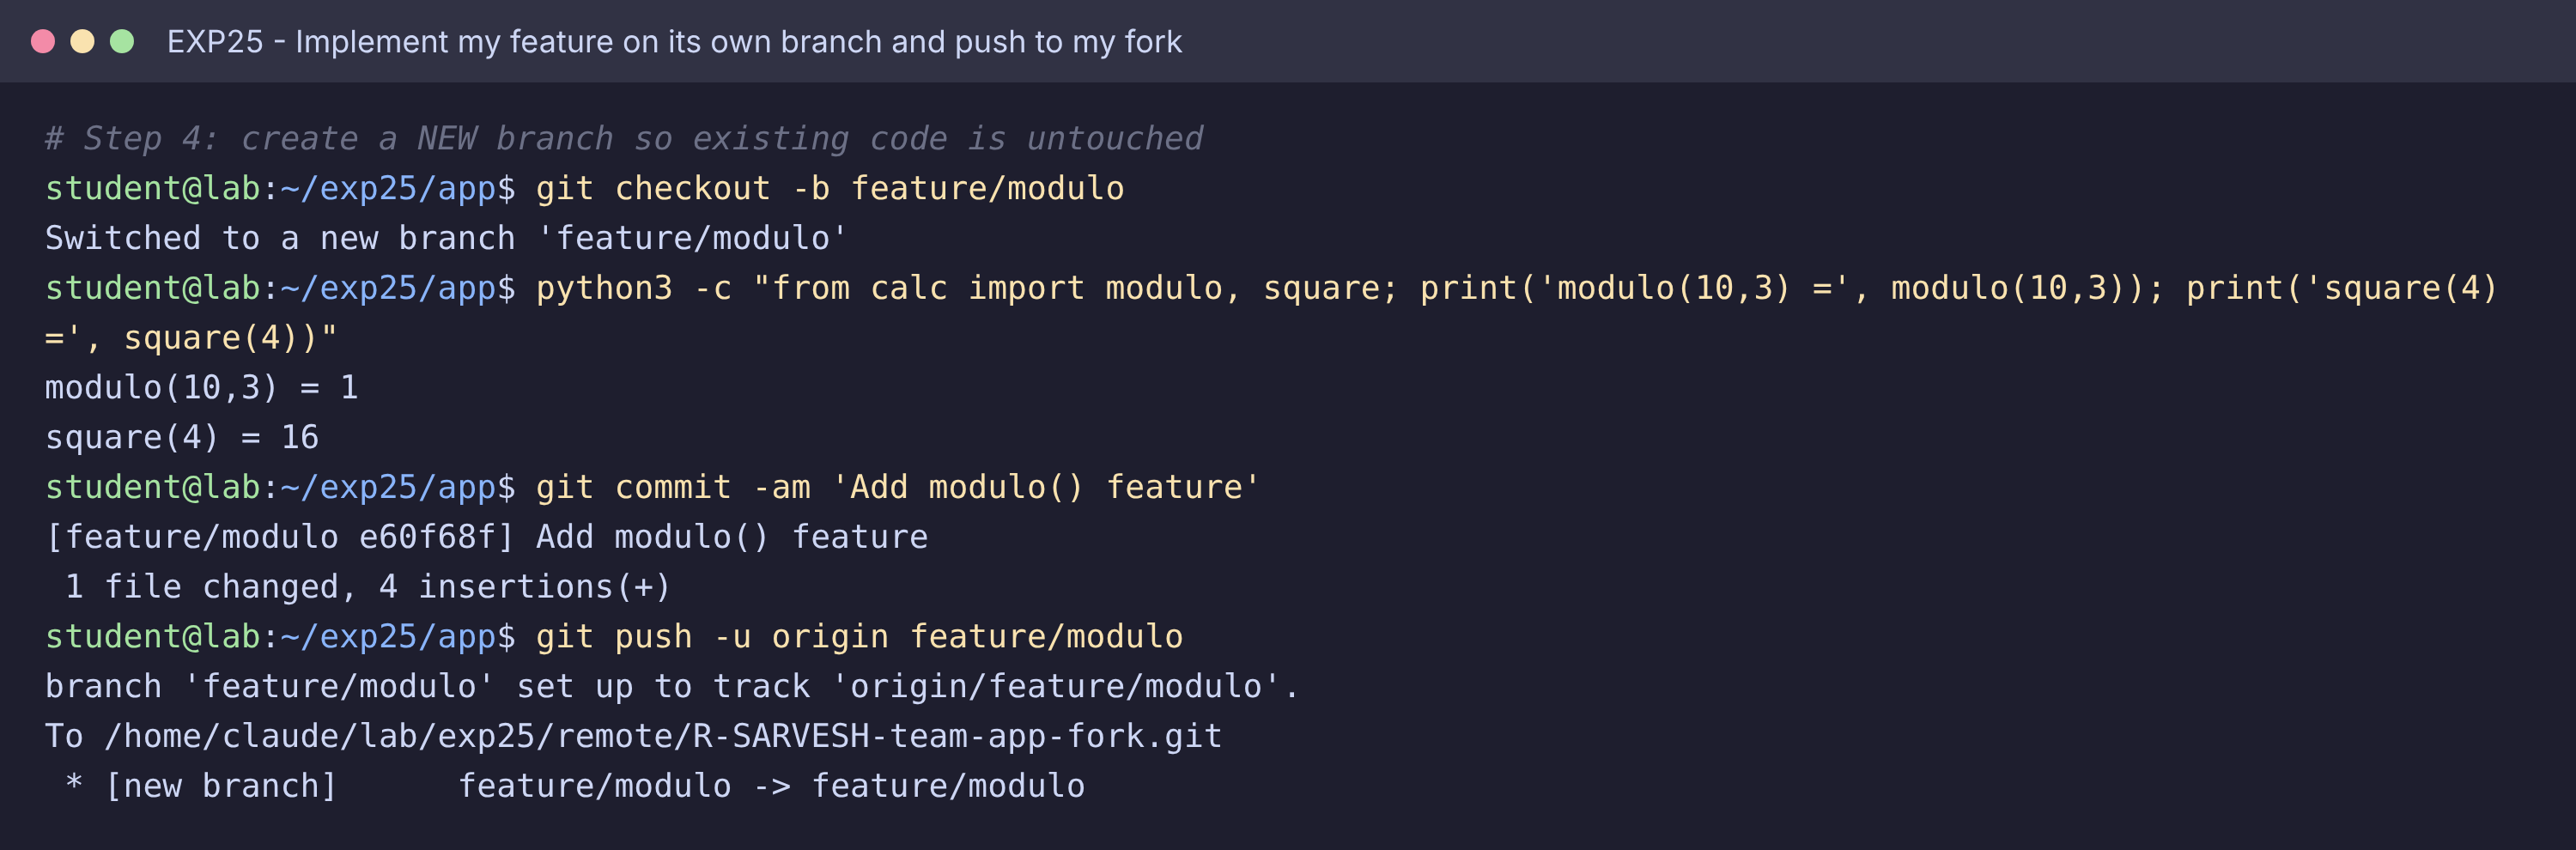 EXP25 - Implement my feature on its own branch and push to my fork
# Step 4: create a NEW branch so existing code is untouched
student@lab:~/exp25/app$ git checkout -b feature/modulo
Switched to a new branch 'feature/modulo'
student@lab:~/exp25/app$ python3 -c "from calc import modulo, square; print('modulo(10,3) =', modulo(10,3)); print('square(4)
=', square(4))"
modulo(10,3) = 1
square(4) = 16
student@lab:~/exp25/app$ git commit -am 'Add modulo() feature'
[feature/modulo e60f68f] Add modulo() feature
 1 file changed, 4 insertions(+)
student@lab:~/exp25/app$ git push -u origin feature/modulo
branch 'feature/modulo' set up to track 'origin/feature/modulo'.
To /home/claude/lab/exp25/remote/R-SARVESH-team-app-fork.git
 * [new branch]      feature/modulo -> feature/modulo